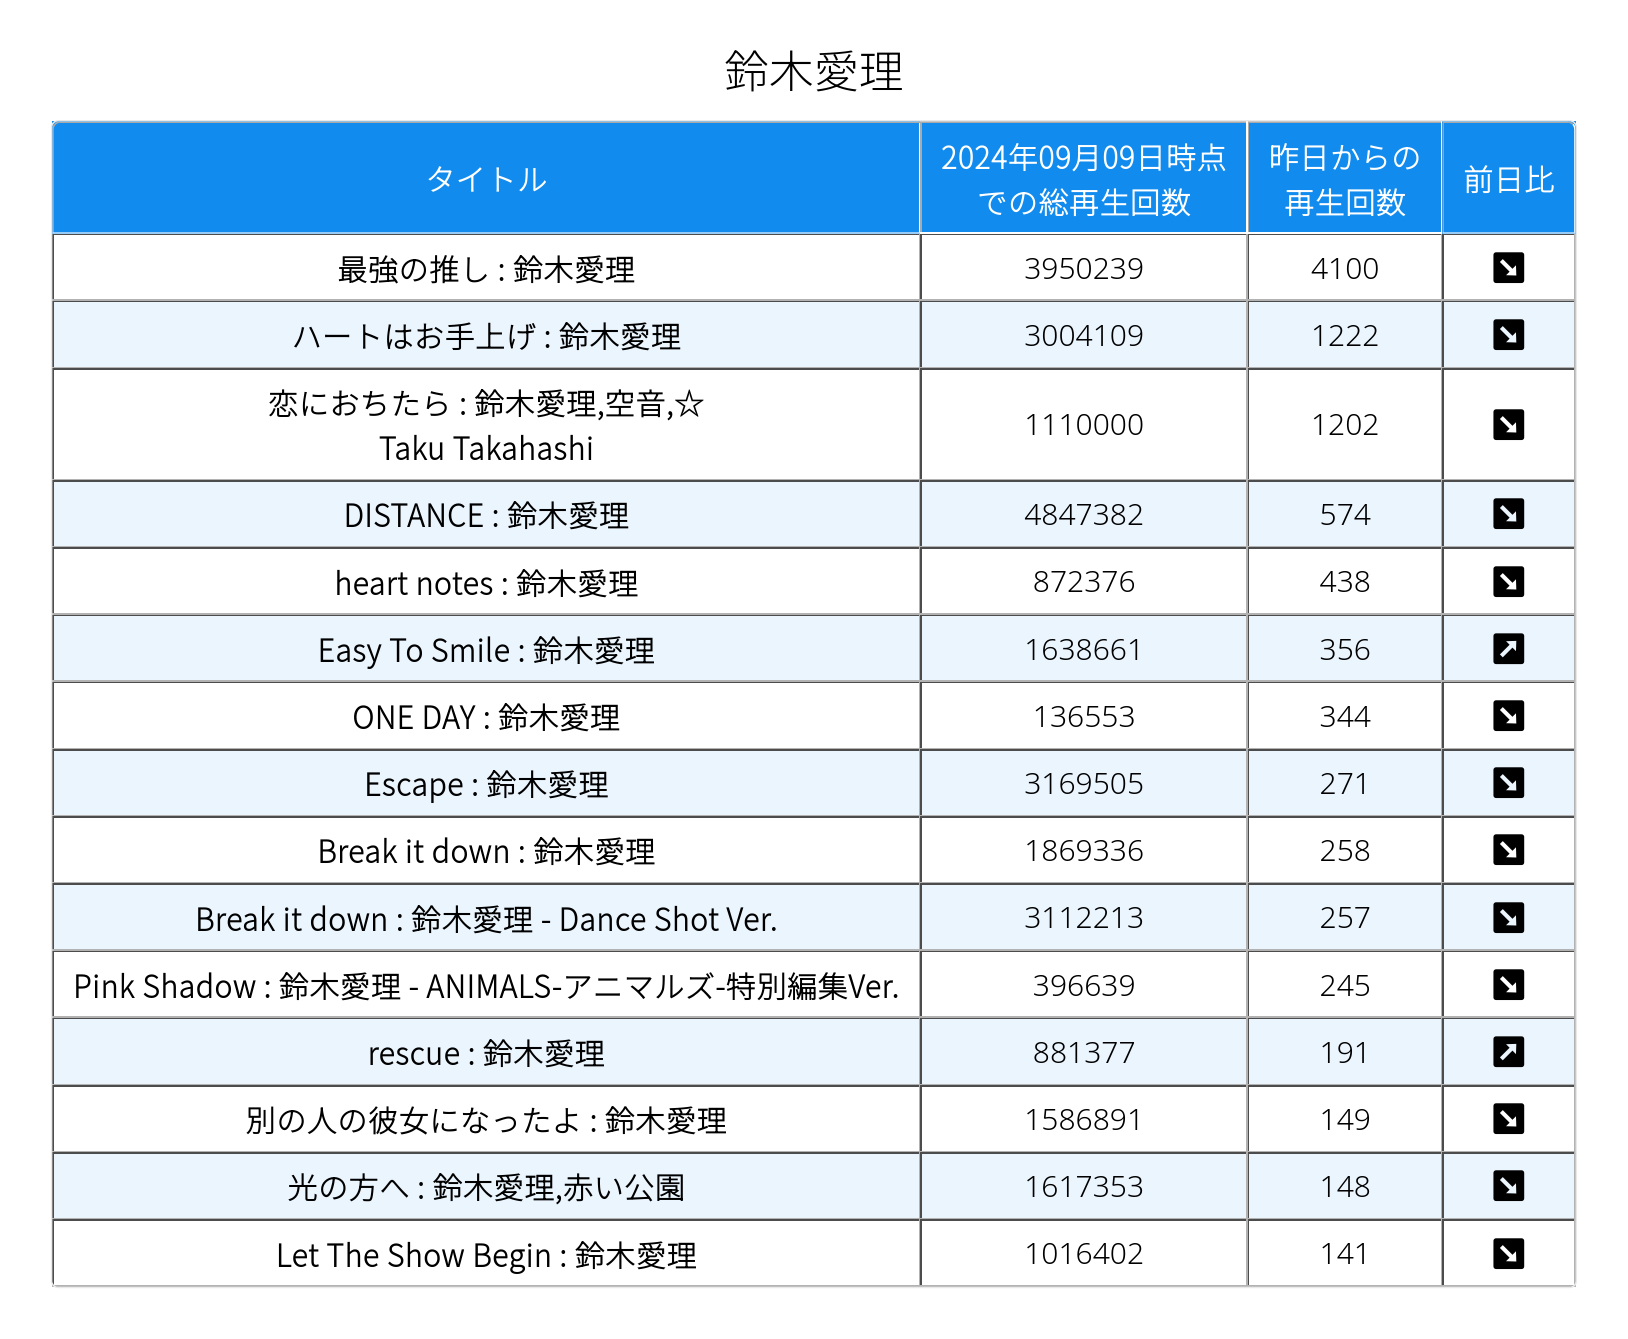 鈴木愛理
タイトル
2024年09月09日時点
での総再生回数
昨日からの
再生回数
前日比
最強の推し : 鈴木愛理 3950239 4100 ↘
ハートはお手上げ : 鈴木愛理 3004109 1222 ↘
恋におちたら : 鈴木愛理,空音,☆
Taku Takahashi 1110000 1202 ↘
DISTANCE : 鈴木愛理 4847382 574 ↘
heart notes : 鈴木愛理 872376 438 ↘
Easy To Smile : 鈴木愛理 1638661 356 ↗
ONE DAY : 鈴木愛理 136553 344 ↘
Escape : 鈴木愛理 3169505 271 ↘
Break it down : 鈴木愛理 1869336 258 ↘
Break it down : 鈴木愛理 - Dance Shot Ver. 3112213 257 ↘
Pink Shadow : 鈴木愛理 - ANIMALS-アニマルズ-特別編集Ver. 396639 245 ↘
rescue : 鈴木愛理 881377 191 ↗
別の人の彼女になったよ : 鈴木愛理 1586891 149 ↘
光の方へ : 鈴木愛理,赤い公園 1617353 148 ↘
Let The Show Begin : 鈴木愛理 1016402 141 ↘